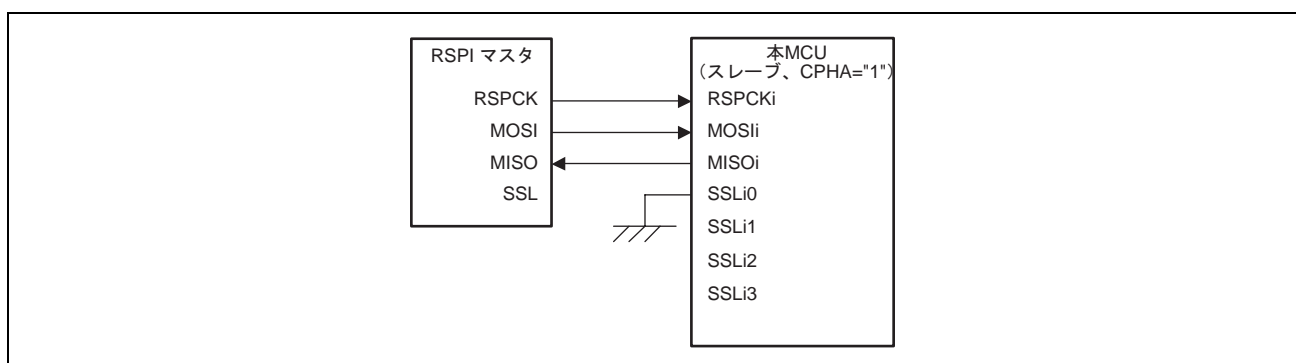 RSPI マスタ
RSPCK
MOSI
MISO
SSL
本MCU
(スレーブ、CPHA="1")
RSPCKi
MOSIi
MISOi
SSLi0
SSLi1
SSLi2
SSLi3